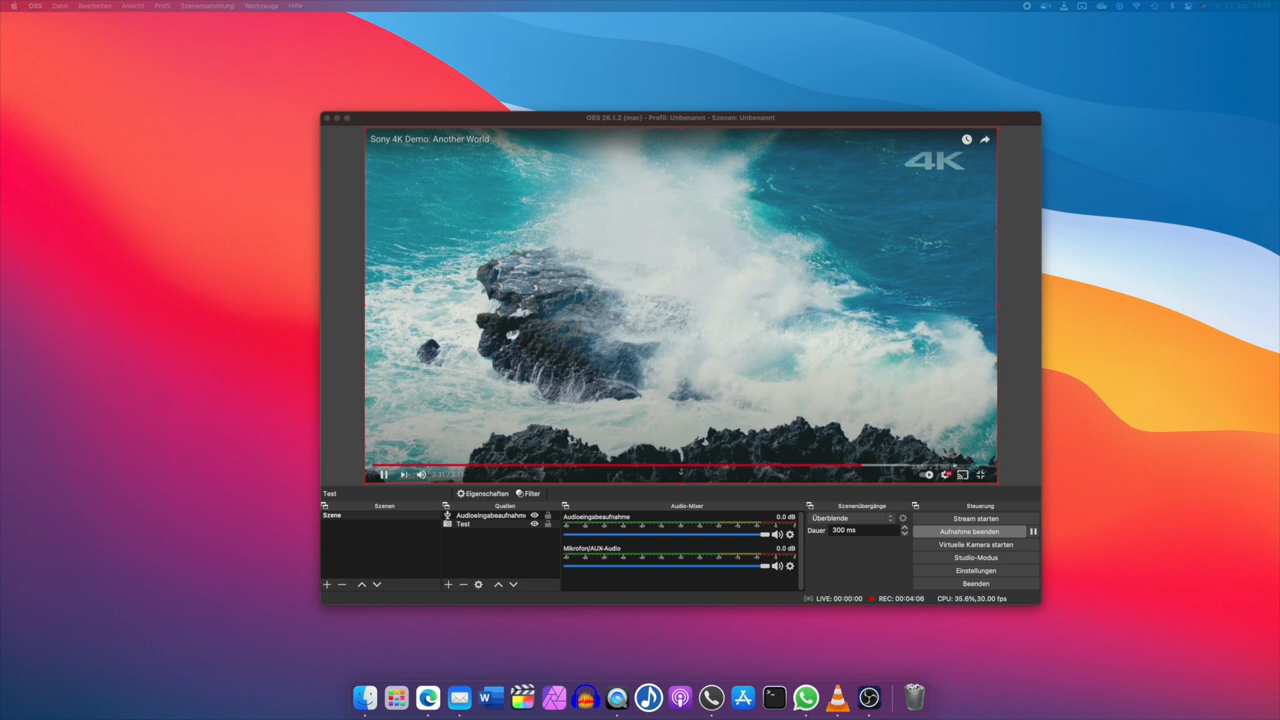 OBS Datei Bearbeiten Ansicht Profil Szenensammlung Werkzeuge Hilfe
OBS 26.1.2 (mac) - Profil: Unbenannt - Szenen: Unbenannt
Sony 4K Demo: Another World
4K
Test
Eigenschaften Filter
Szenen Quellen Audio-Mixer Szenenübergänge Steuerung
Szene
Audioeingabeaufnahme
Test
Audioeingabeaufnahme 0.0 dB
Mikrofon/AUX-Audio 0.0 dB
Überblende
Dauer 300 ms
Stream starten
Aufnahme beenden
Virtuelle Kamera starten
Studio-Modus
Einstellungen
Beenden
LIVE: 00:00:00 REC: 00:04:06 CPU: 35.6%,30.00 fps